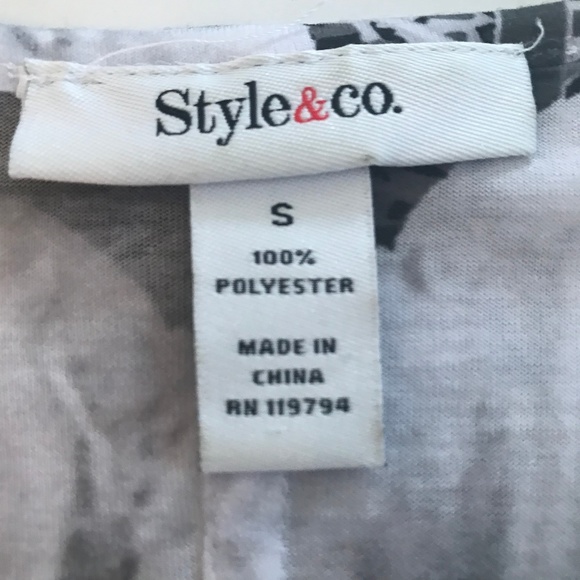 Style&co.
S
100%
POLYESTER
MADE IN
CHINA
RN 119794